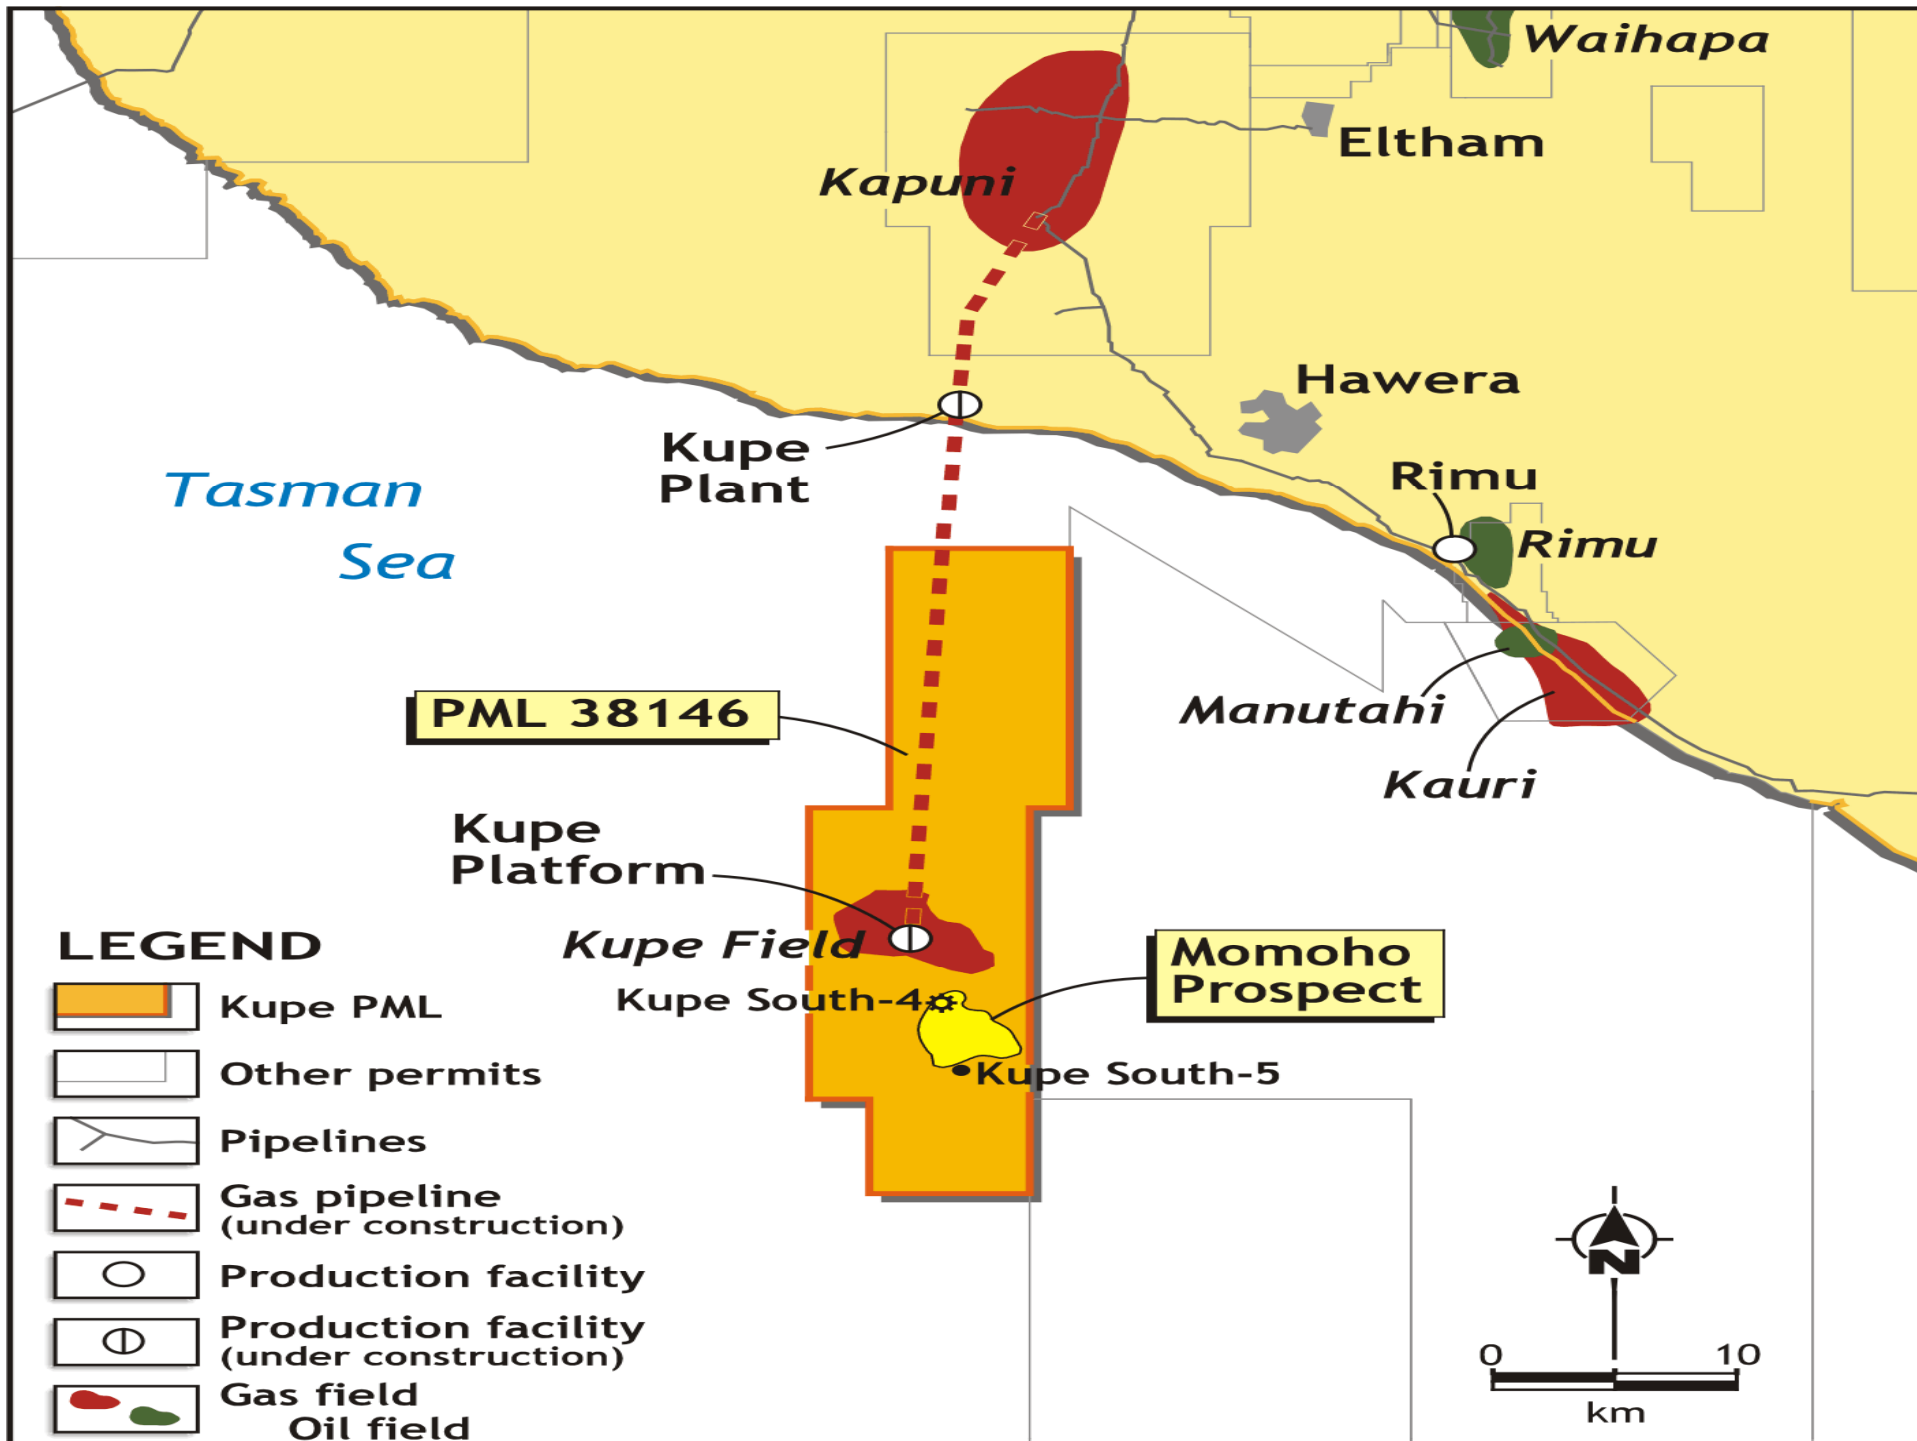 Waihapa
Eltham
Kapuni
Hawera
Kupe
Plant
Rimu
Tasman
Sea
Rimu
PML 38146
Manutahi
Kauri
Kupe
Platform
Kupe Field
Momoho
Prospect
Kupe South-4
Kupe South-5
LEGEND
Kupe PML
Other permits
Pipelines
Gas pipeline
(under construction)
Production facility
Production facility
(under construction)
Gas field
Oil field
N
0 10
km